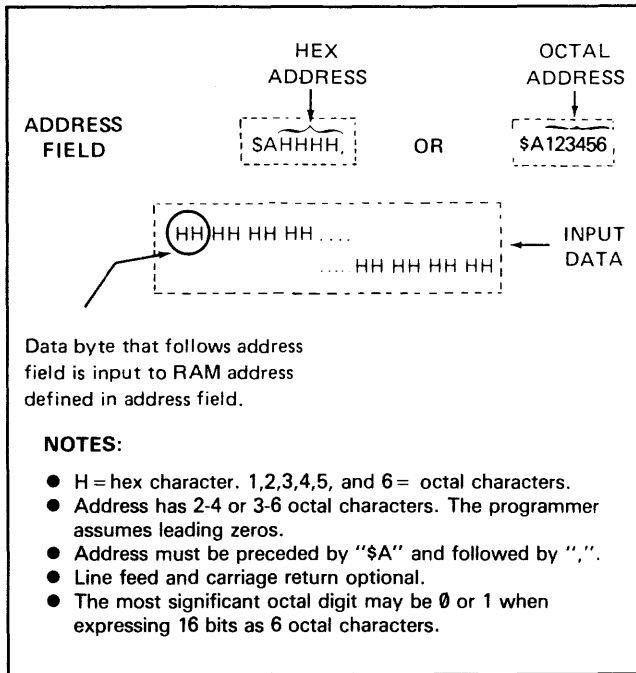 HEX
ADDRESS
OCTAL
ADDRESS
ADDRESS
FIELD
$AHHHH,
OR
$A123456,
HH HH HH HH ....
.... HH HH HH HH
INPUT
DATA
Data byte that follows address
field is input to RAM address
defined in address field.
NOTES:
● H = hex character. 1,2,3,4,5, and 6 = octal characters.
● Address has 2-4 or 3-6 octal characters. The programmer
assumes leading zeros.
● Address must be preceded by "$A" and followed by ",".
● Line feed and carriage return optional.
● The most significant octal digit may be 0 or 1 when
expressing 16 bits as 6 octal characters.